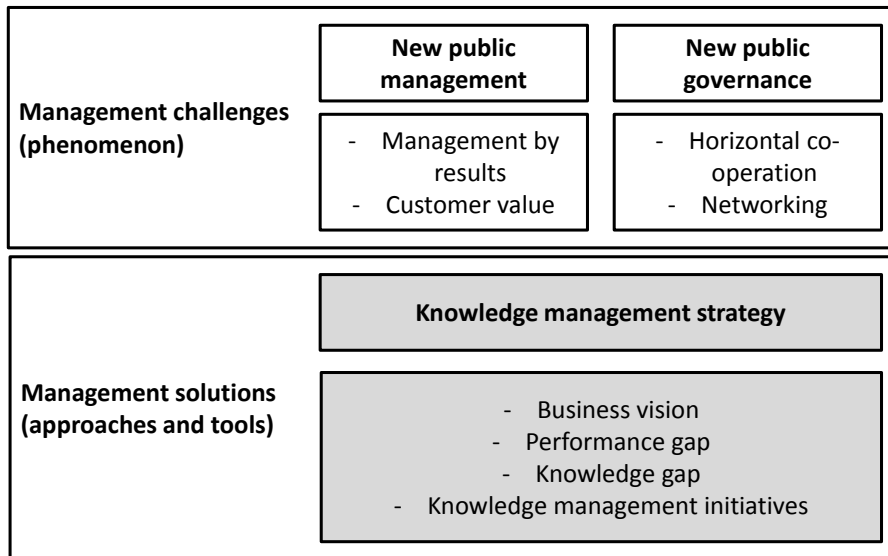 New public
management
New public
governance
Management challenges
(phenomenon)
- Management by
results
- Customer value
- Horizontal co-
operation
- Networking
Knowledge management strategy
Management solutions
(approaches and tools)
- Business vision
- Performance gap
- Knowledge gap
- Knowledge management initiatives